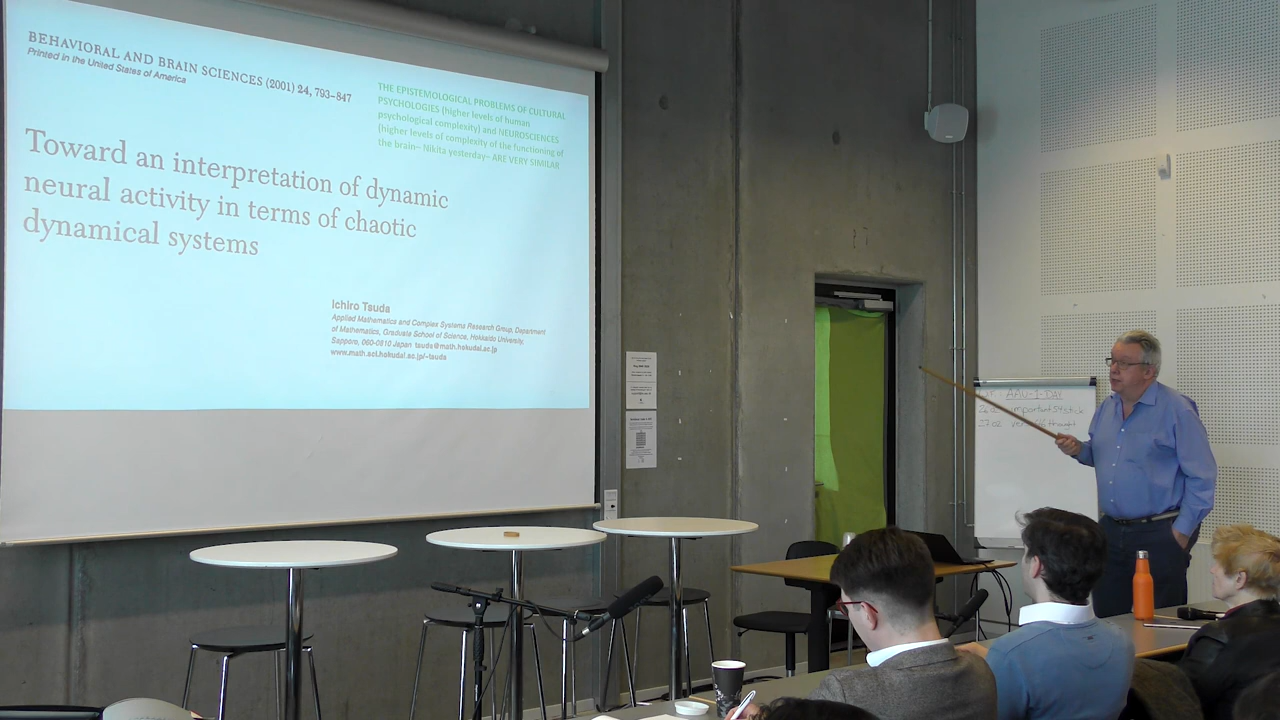 BEHAVIORAL AND BRAIN SCIENCES (2001) 24, 793–847
Printed in the United States of America
THE EPISTEMOLOGICAL PROBLEMS OF CULTURAL
PSYCHOLOGIES (higher levels of human
psychological complexity) and NEUROSCIENCES
(higher levels of complexity of the functioning of
the brain– Nikita yesterday– ARE VERY SIMILAR
Toward an interpretation of dynamic
neural activity in terms of chaotic
dynamical systems
Ichiro Tsuda
Applied Mathematics and Complex Systems Research Group, Department
of Mathematics, Graduate School of Science, Hokkaido University,
Sapporo, 060-0810 Japan tsuda@math.hokudai.ac.jp
www.math.sci.hokudai.ac.jp/~tsuda
AAU-I-DAY
important